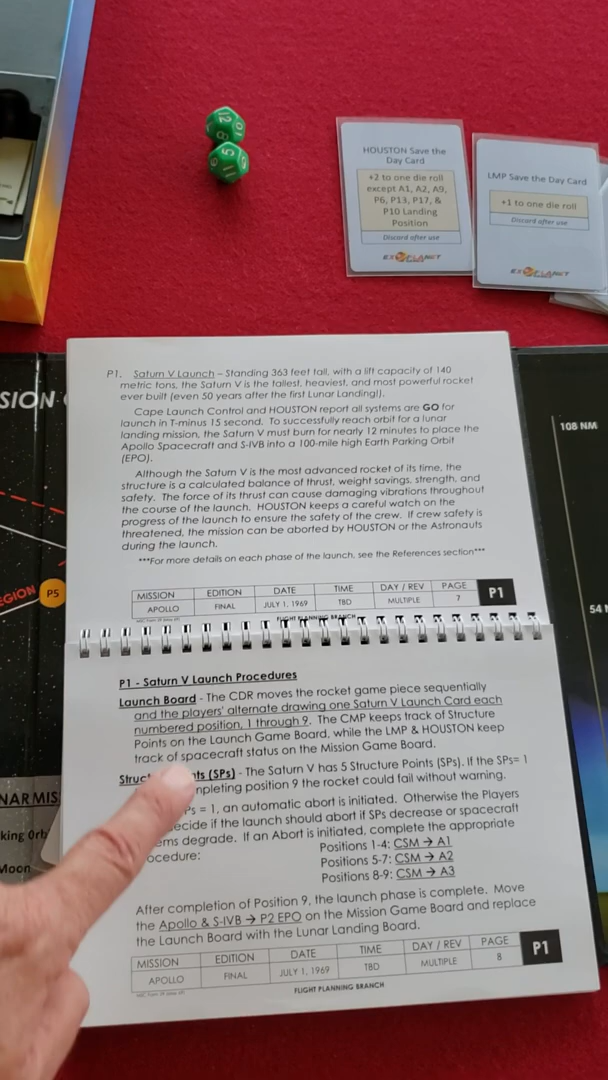 HOUSTON Save the
Day Card
+2 to one die roll
except A1, A2, A9,
P6, P13, P17, &
P10 Landing
Position
Discard after use
EXOPLANET
LMP Save the Day Card
+1 to one die roll
Discard after use
EXOPLANET
12
8
5
11
SION
108 NM
54
EGION
P5
NAR MIS
king Orb
Moon
P1. Saturn V Launch – Standing 363 feet tall, with a lift capacity of 140
metric tons, the Saturn V is the tallest, heaviest, and most powerful rocket
ever built (even 50 years after the first Lunar Landing!).
Cape Launch Control and HOUSTON report all systems are GO for
launch in T-minus 15 second. To successfully reach orbit for a lunar
landing mission, the Saturn V must burn for nearly 12 minutes to place the
Apollo Spacecraft and S-IVB into a 100-mile high Earth Parking Orbit
(EPO).
Although the Saturn V is the most advanced rocket of its time, the
structure is a calculated balance of thrust, weight savings, strength, and
safety. The force of its thrust can cause damaging vibrations throughout
the course of the launch. HOUSTON keeps a careful watch on the
progress of the launch to ensure the safety of the crew. If crew safety is
threatened, the mission can be aborted by HOUSTON or the Astronauts
during the launch.
***For more details on each phase of the launch, see the References section***
MISSION EDITION DATE TIME DAY / REV PAGE P1
APOLLO FINAL JULY 1, 1969 TBD MULTIPLE 7
FLIGHT PLANNING BRANCH
P1 - Saturn V Launch Procedures
Launch Board - The CDR moves the rocket game piece sequentially
and the players' alternate drawing one Saturn V Launch Card each
numbered position, 1 through 9. The CMP keeps track of Structure
Points on the Launch Game Board, while the LMP & HOUSTON keep
track of spacecraft status on the Mission Game Board.
Struc ts (SPs) - The Saturn V has 5 Structure Points (SPs). If the SPs= 1
mpleting position 9 the rocket could fail without warning.
Ps = 1, an automatic abort is initiated. Otherwise the Players
ecide if the launch should abort if SPs decrease or spacecraft
ems degrade. If an Abort is initiated, complete the appropriate
ocedure:
Positions 1-4: CSM → A1
Positions 5-7: CSM → A2
Positions 8-9: CSM → A3
After completion of Position 9, the launch phase is complete. Move
the Apollo & S-IVB → P2 EPO on the Mission Game Board and replace
the Launch Board with the Lunar Landing Board.
MISSION EDITION DATE TIME DAY / REV PAGE P1
APOLLO FINAL JULY 1, 1969 TBD MULTIPLE 8
FLIGHT PLANNING BRANCH